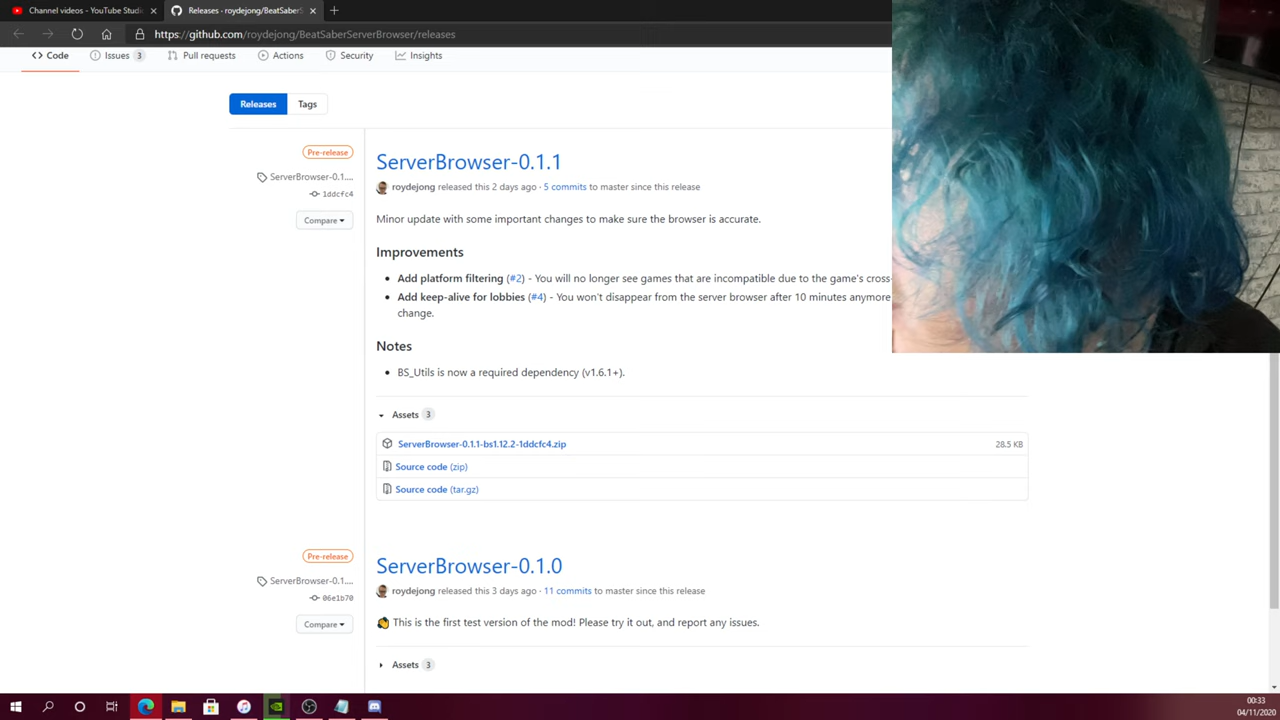 Channel videos - YouTube Studi
Releases · roydejong/BeatSaberS
https://github.com/roydejong/BeatSaberServerBrowser/releases
Code
Issues 3
Pull requests
Actions
Security
Insights
Releases
Tags
Pre-release
ServerBrowser-0.1....
1ddcfc4
Compare
ServerBrowser-0.1.1
roydejong released this 2 days ago · 5 commits to master since this release
Minor update with some important changes to make sure the browser is accurate.
Improvements
Add platform filtering (#2) - You will no longer see games that are incompatible due to the game's cross-
Add keep-alive for lobbies (#4) - You won't disappear from the server browser after 10 minutes anymore
change.
Notes
BS_Utils is now a required dependency (v1.6.1+).
Assets 3
ServerBrowser-0.1.1-bs1.12.2-1ddcfc4.zip 28.5 KB
Source code (zip)
Source code (tar.gz)
Pre-release
ServerBrowser-0.1....
06e1b70
Compare
ServerBrowser-0.1.0
roydejong released this 3 days ago · 11 commits to master since this release
This is the first test version of the mod! Please try it out, and report any issues.
Assets 3
00:33
04/11/2020